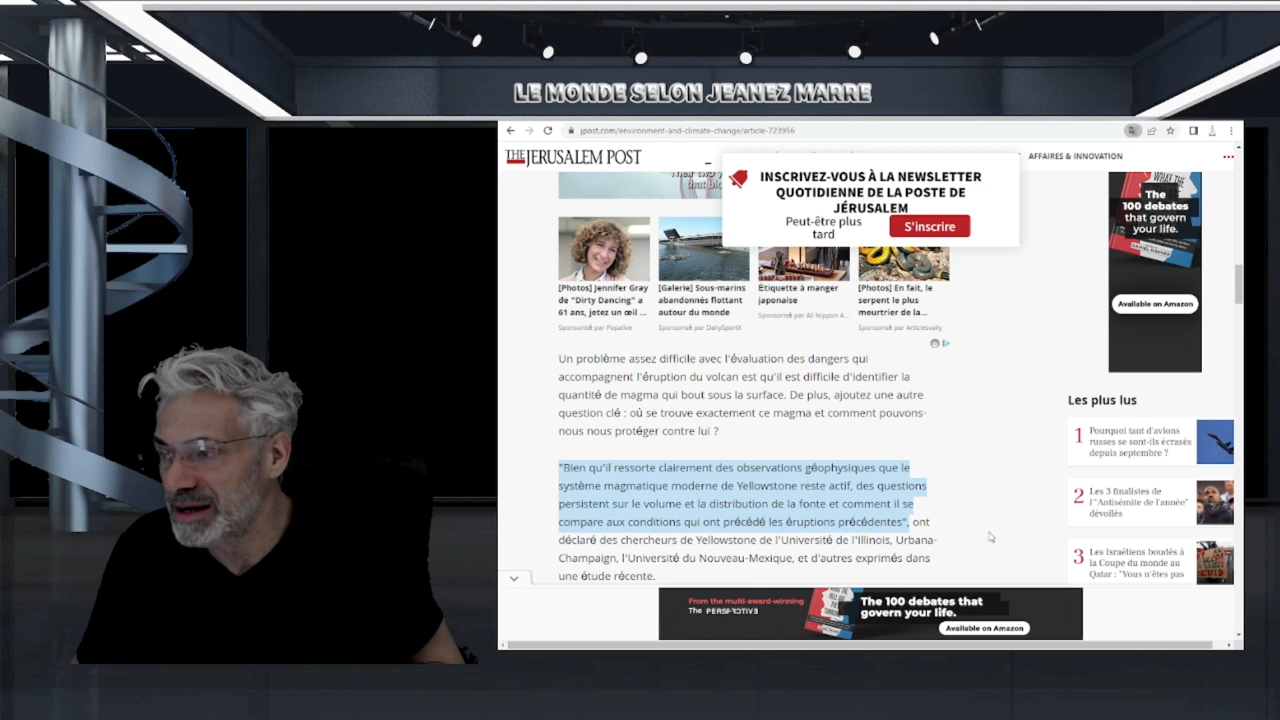 LE MONDE SELON JEANEZ MARRE
jpost.com/environment-and-climate-change/article-723956
THE JERUSALEM POST
AFFAIRES & INNOVATION
INSCRIVEZ-VOUS À LA NEWSLETTER
QUOTIDIENNE DE LA POSTE DE
JÉRUSALEM
Peut-être plus
tard
S'inscrire
[Photos] Jennifer Gray
de "Dirty Dancing" a
61 ans, jetez un œil ...
Sponsorisé par Popalive
[Galerie] Sous-marins
abandonnés flottant
autour du monde
Sponsorisé par DailySportX
Étiquette à manger
japonaise
Sponsorisé par All Nippon A...
[Photos] En fait, le
serpent le plus
meurtrier de la...
Sponsorisé par Articlesvally
Un problème assez difficile avec l'évaluation des dangers qui
accompagnent l'éruption du volcan est qu'il est difficile d'identifier la
quantité de magma qui bout sous la surface. De plus, ajoutez une autre
question clé : où se trouve exactement ce magma et comment pouvons-
nous nous protéger contre lui ?
"Bien qu'il ressorte clairement des observations géophysiques que le
système magmatique moderne de Yellowstone reste actif, des questions
persistent sur le volume et la distribution de la fonte et comment il se
compare aux conditions qui ont précédé les éruptions précédentes", ont
déclaré des chercheurs de Yellowstone de l'Université de l'Illinois, Urbana-
Champaign, l'Université du Nouveau-Mexique, et d'autres exprimés dans
une étude récente.
WHAT THE
The
100 debates
that govern
your life.
Available on Amazon
Les plus lus
1
Pourquoi tant d'avions
russes se sont-ils écrasés
depuis septembre ?
2
Les 3 finalistes de
l'"Antisémite de l'année"
dévoilés
3
Les Israéliens boudés à
la Coupe du monde au
Qatar : "Vous n'êtes pas
From the multi-award-winning
The PERSPECTIVE
The 100 debates that
govern your life.
Available on Amazon